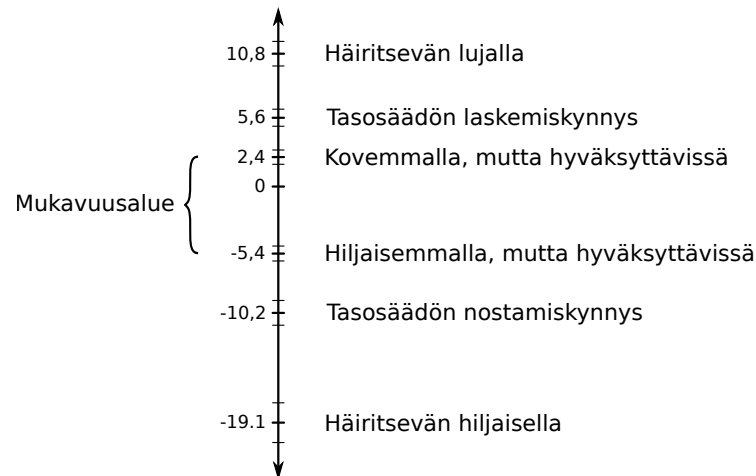 10,8 Häiritsevän lujalla
5,6 Tasosäädön laskemiskynnys
2,4 Kovemmalla, mutta hyväksyttävissä
0
Mukavuusalue
-5,4 Hiljaisemmalla, mutta hyväksyttävissä
-10,2 Tasosäädön nostamiskynnys
-19.1 Häiritsevän hiljaisella